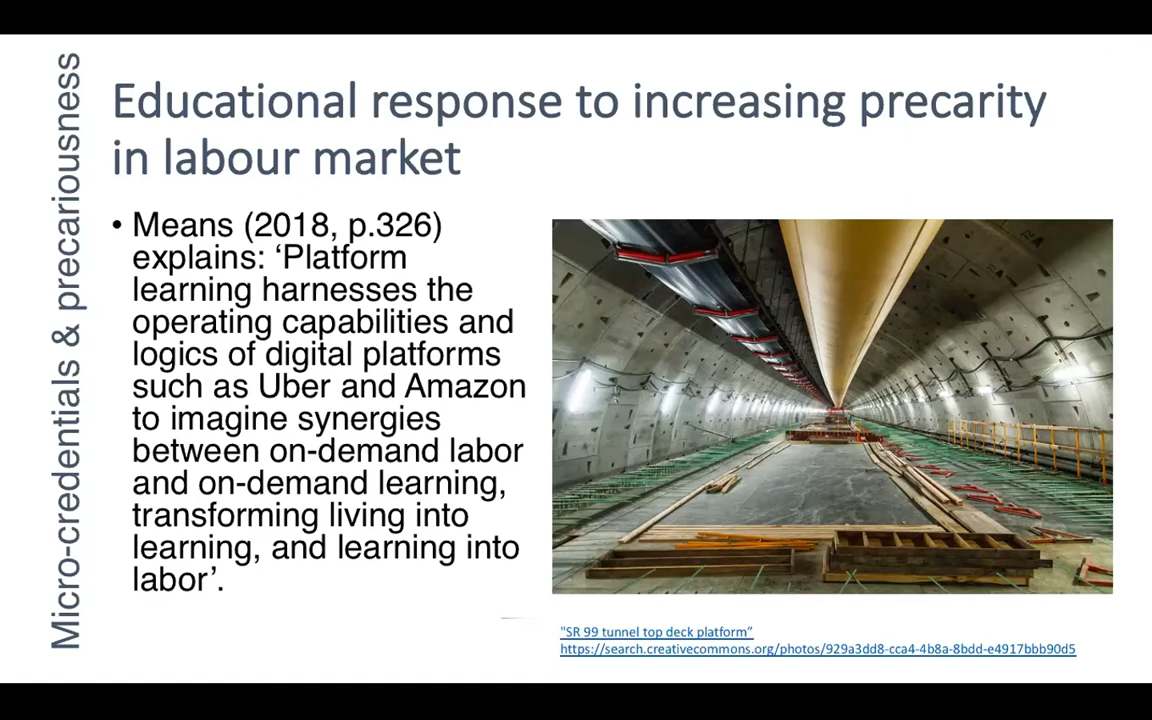 Micro-credentials & precariousness
Educational response to increasing precarity
in labour market
• Means (2018, p.326)
explains: ‘Platform
learning harnesses the
operating capabilities and
logics of digital platforms
such as Uber and Amazon
to imagine synergies
between on-demand labor
and on-demand learning,
transforming living into
learning, and learning into
labor’.
"SR 99 tunnel top deck platform”
https://search.creativecommons.org/photos/929a3dd8-cca4-4b8a-8bdd-e4917bbb90d5